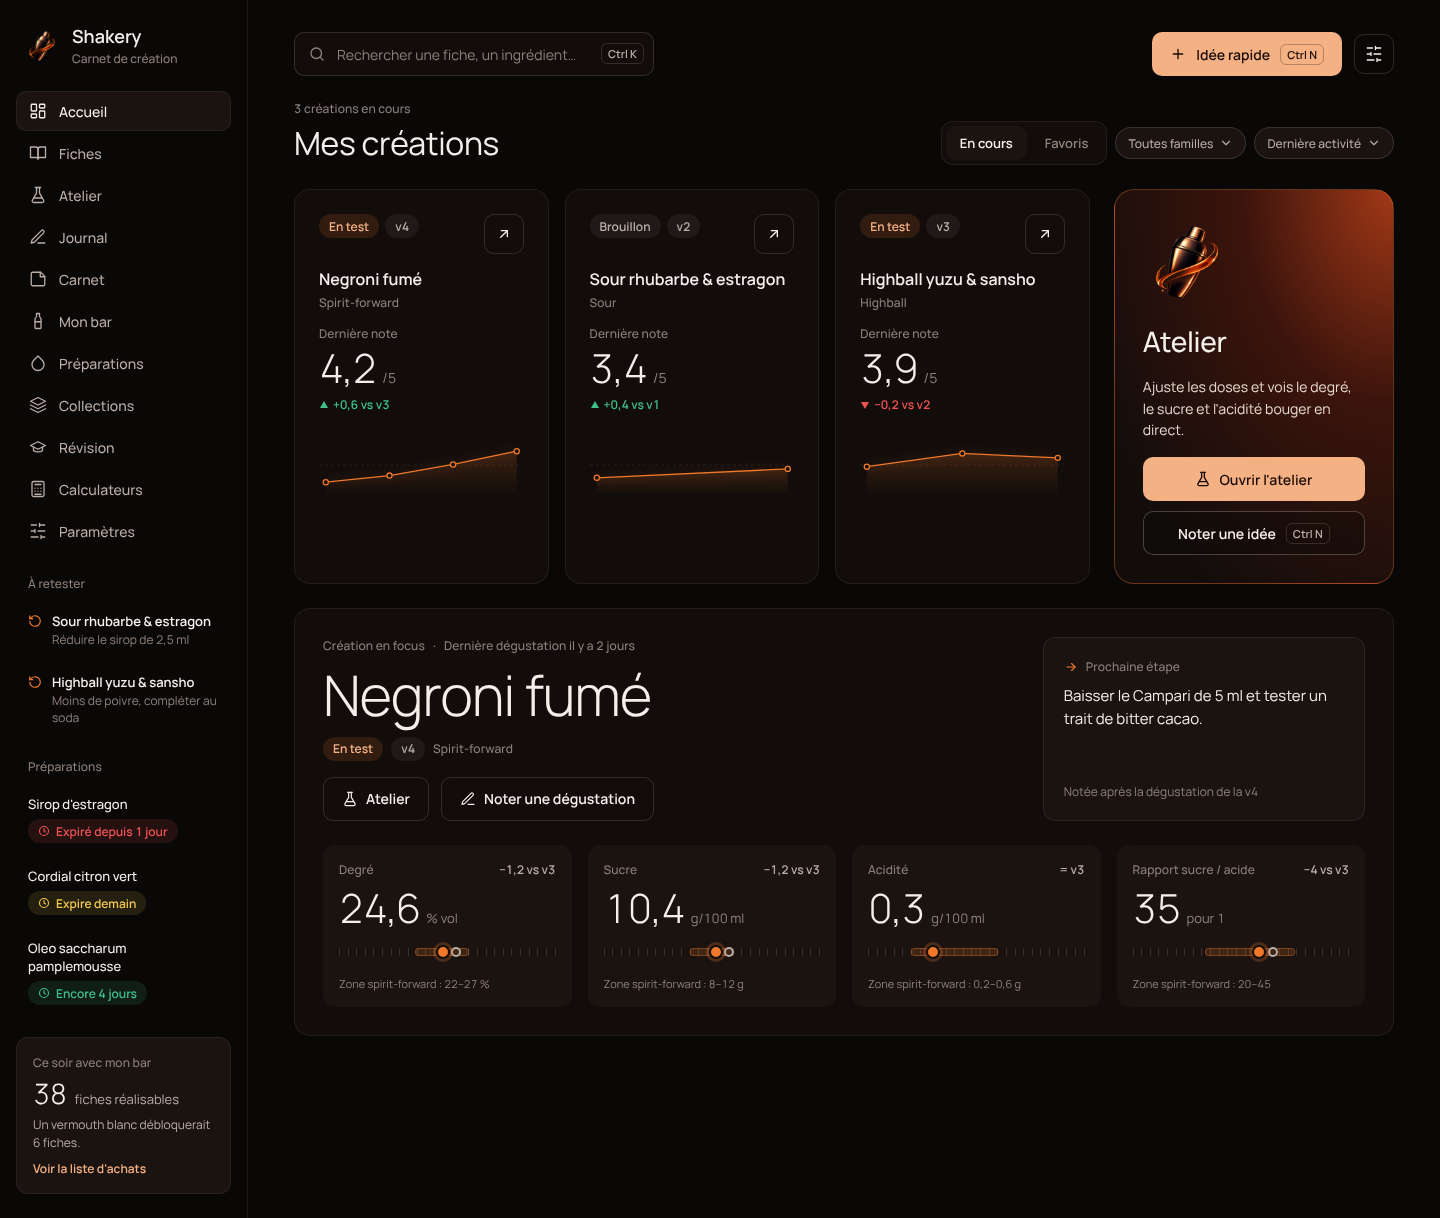 Shakery
Carnet de création
Accueil
Fiches
Atelier
Journal
Carnet
Mon bar
Préparations
Collections
Révision
Calculateurs
Paramètres
À retester
Sour rhubarbe & estragon
Réduire le sirop de 2,5 ml
Highball yuzu & sansho
Moins de poivre, compléter au
soda
Préparations
Sirop d'estragon
Expiré depuis 1 jour
Cordial citron vert
Expire demain
Oleo saccharum
pamplemousse
Encore 4 jours
Ce soir avec mon bar
38 fiches réalisables
Un vermouth blanc débloquerait
6 fiches.
Voir la liste d'achats
Rechercher une fiche, un ingrédient… Ctrl K
Idée rapide Ctrl N
3 créations en cours
Mes créations
En cours Favoris Toutes familles Dernière activité
En test v4
Negroni fumé
Spirit-forward
Dernière note
4,2 /5
+0,6 vs v3
Brouillon v2
Sour rhubarbe & estragon
Sour
Dernière note
3,4 /5
+0,4 vs v1
En test v3
Highball yuzu & sansho
Highball
Dernière note
3,9 /5
−0,2 vs v2
Atelier
Ajuste les doses et vois le degré,
le sucre et l'acidité bouger en
direct.
Ouvrir l'atelier
Noter une idée Ctrl N
Création en focus · Dernière dégustation il y a 2 jours
Negroni fumé
En test v4 Spirit-forward
Atelier Noter une dégustation
Prochaine étape
Baisser le Campari de 5 ml et tester un
trait de bitter cacao.
Notée après la dégustation de la v4
Degré −1,2 vs v3
24,6 % vol
Zone spirit-forward : 22–27 %
Sucre −1,2 vs v3
10,4 g/100 ml
Zone spirit-forward : 8–12 g
Acidité = v3
0,3 g/100 ml
Zone spirit-forward : 0,2–0,6 g
Rapport sucre / acide −4 vs v3
35 pour 1
Zone spirit-forward : 20–45